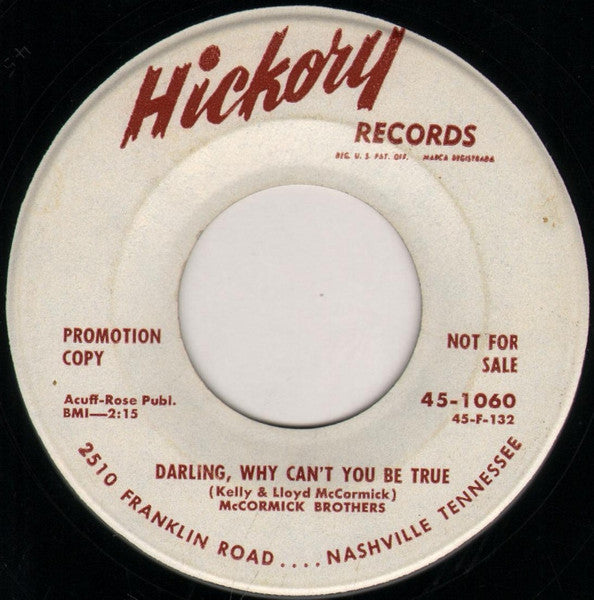 Hickory
RECORDS
REG. U. S. PAT. OFF. MARCA REGISTRADA
PROMOTION
COPY
NOT FOR
SALE
Acuff-Rose Publ.
BMI—2:15
45-1060
45-F-132
DARLING, WHY CAN'T YOU BE TRUE
(Kelly & Lloyd McCormick)
McCORMICK BROTHERS
2510 FRANKLIN ROAD .... NASHVILLE TENNESSEE